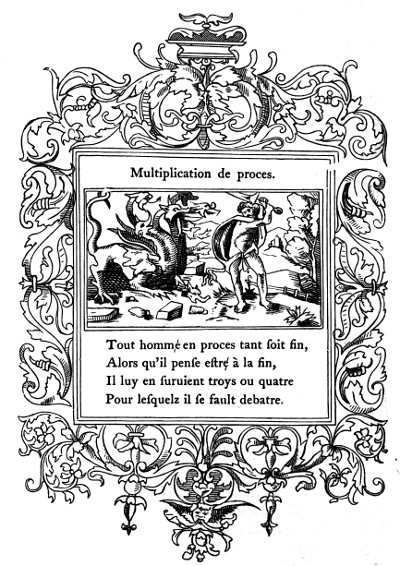 Multiplication de proces.
Tout homme̷ en proces tant ſoit fin,
Alors qu'il penſe eſtre̷ à la fin,
Il luy en ſuruient troys ou quatre
Pour leſquelz il ſe fault debatre.